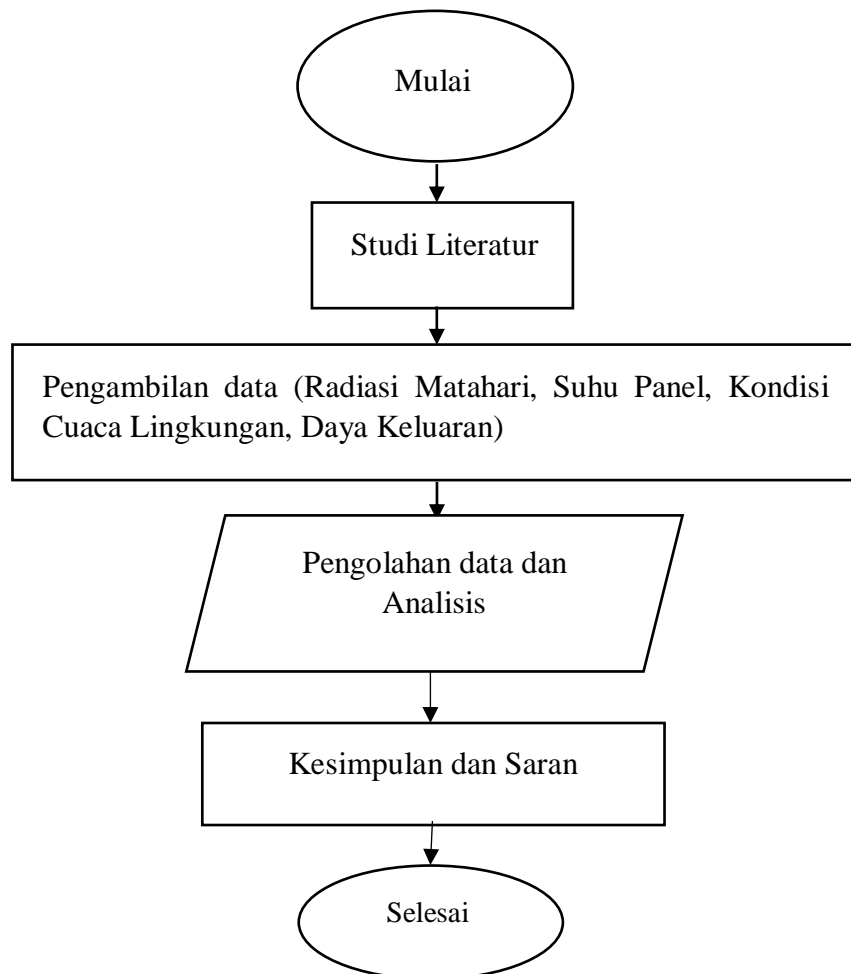 Mulai
Studi Literatur
Pengambilan data (Radiasi Matahari, Suhu Panel, Kondisi
Cuaca Lingkungan, Daya Keluaran)
Pengolahan data dan
Analisis
Kesimpulan dan Saran
Selesai